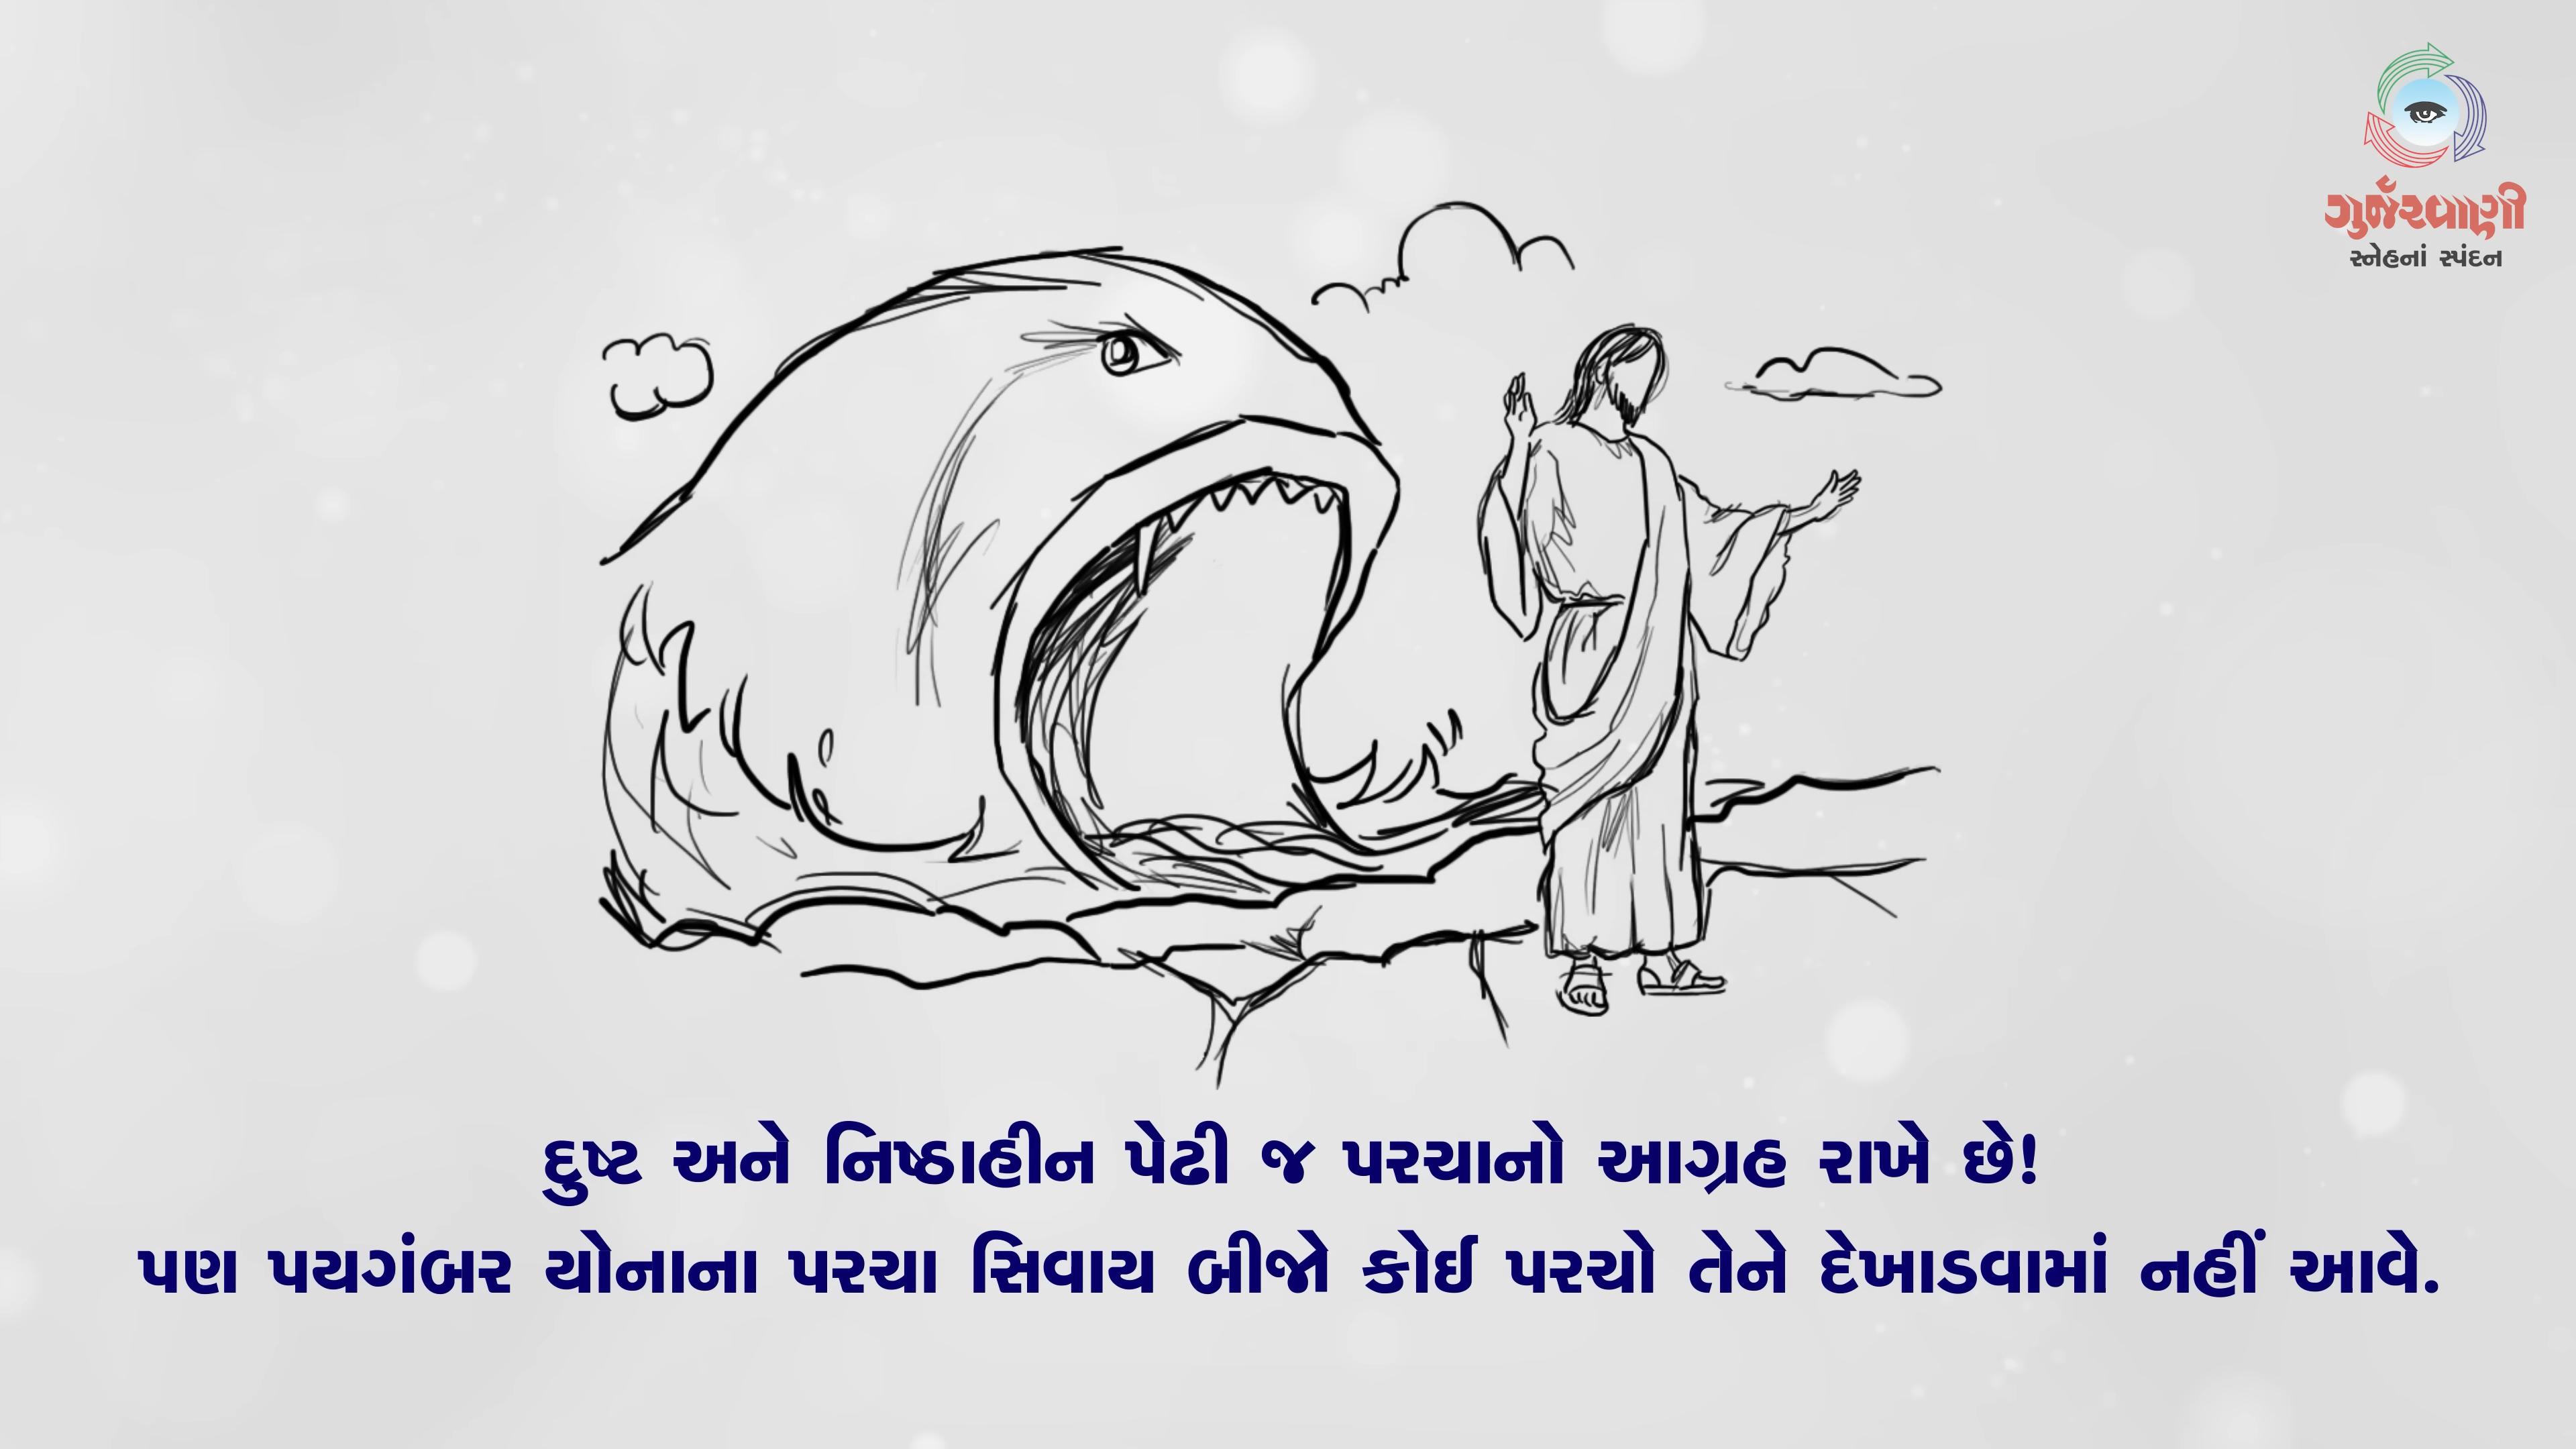 ગુર્જરવાણી
સ્નેહનાં સ્પંદન
દુષ્ટ અને નિષ્ઠાહીન પેઢી જ પરચાનો આગ્રહ રાખે છે!
પણ પયગંબર યોનાના પરચા સિવાય બીજો કોઈ પરચો તેને દેખાડવામાં નહીં આવે.